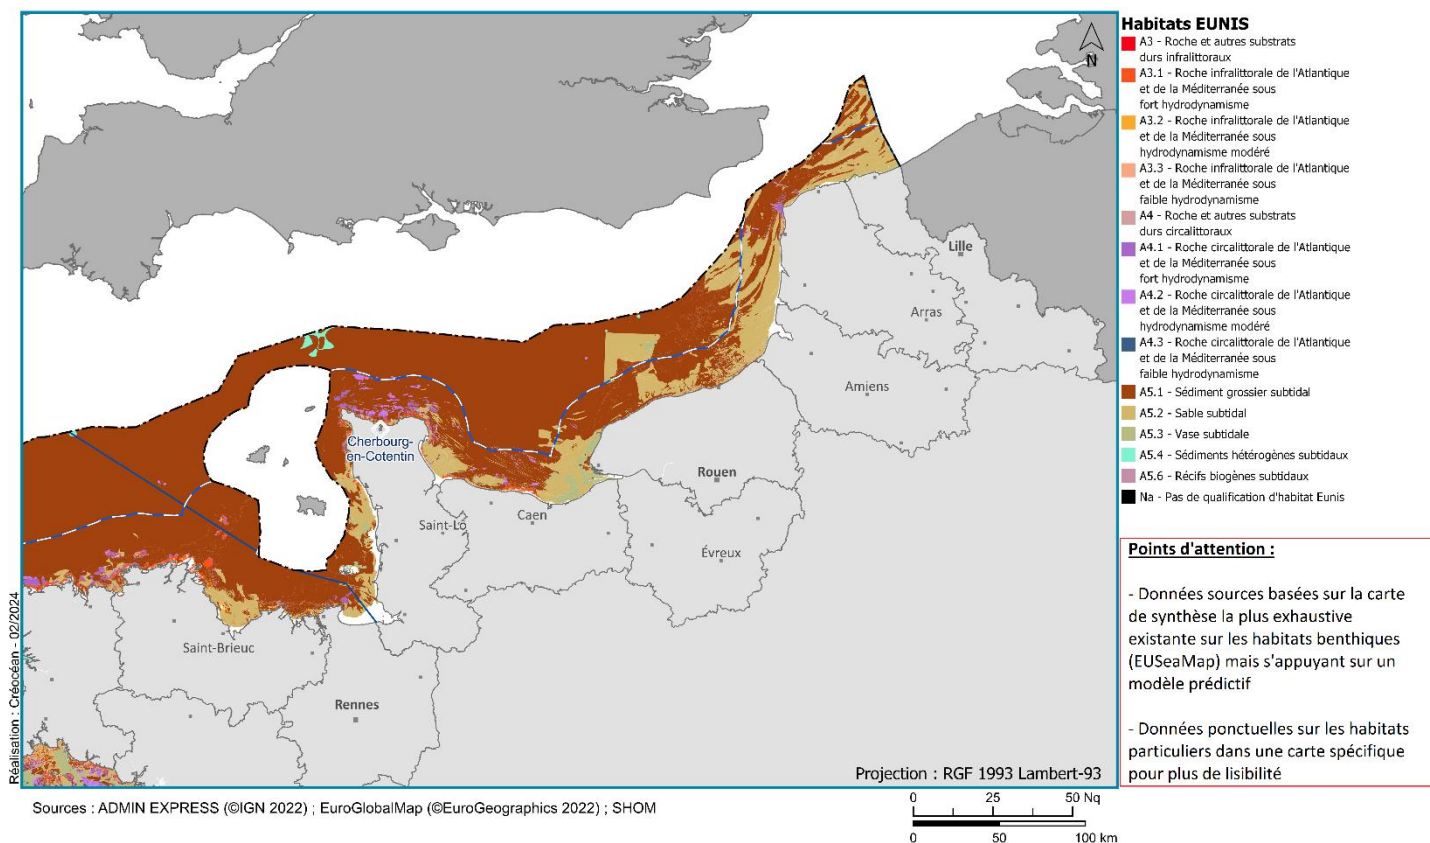 Habitats EUNIS
A3 - Roche et autres substrats
durs infralittoraux
A3.1 - Roche infralittorale de l'Atlantique
et de la Méditerranée sous
fort hydrodynamisme
A3.2 - Roche infralittorale de l'Atlantique
et de la Méditerranée sous
hydrodynamisme modéré
A3.3 - Roche infralittorale de l'Atlantique
et de la Méditerranée sous
faible hydrodynamisme
A4 - Roche et autres substrats
durs circalittoraux
A4.1 - Roche circalittorale de l'Atlantique
et de la Méditerranée sous
fort hydrodynamisme
A4.2 - Roche circalittorale de l'Atlantique
et de la Méditerranée sous
hydrodynamisme modéré
A4.3 - Roche circalittorale de l'Atlantique
et de la Méditerranée sous
faible hydrodynamisme
A5.1 - Sédiment grossier subtidal
A5.2 - Sable subtidal
A5.3 - Vase subtidale
A5.4 - Sédiments hétérogènes subtidaux
A5.6 - Récifs biogènes subtidaux
Na - Pas de qualification d'habitat Eunis
Points d'attention :
- Données sources basées sur la carte
de synthèse la plus exhaustive
existante sur les habitats benthiques
(EUSeaMap) mais s'appuyant sur un
modèle prédictif
- Données ponctuelles sur les habitats
particuliers dans une carte spécifique
pour plus de lisibilité
N
Lille
Arras
Amiens
Cherbourg-
en-Cotentin
Rouen
Saint-Lô
Caen
Évreux
Saint-Brieuc
Rennes
Projection : RGF 1993 Lambert-93
Réalisation : Créocéan - 02/2024
Sources : ADMIN EXPRESS (©IGN 2022) ; EuroGlobalMap (©EuroGeographics 2022) ; SHOM
0 25 50 Nq
0 50 100 km